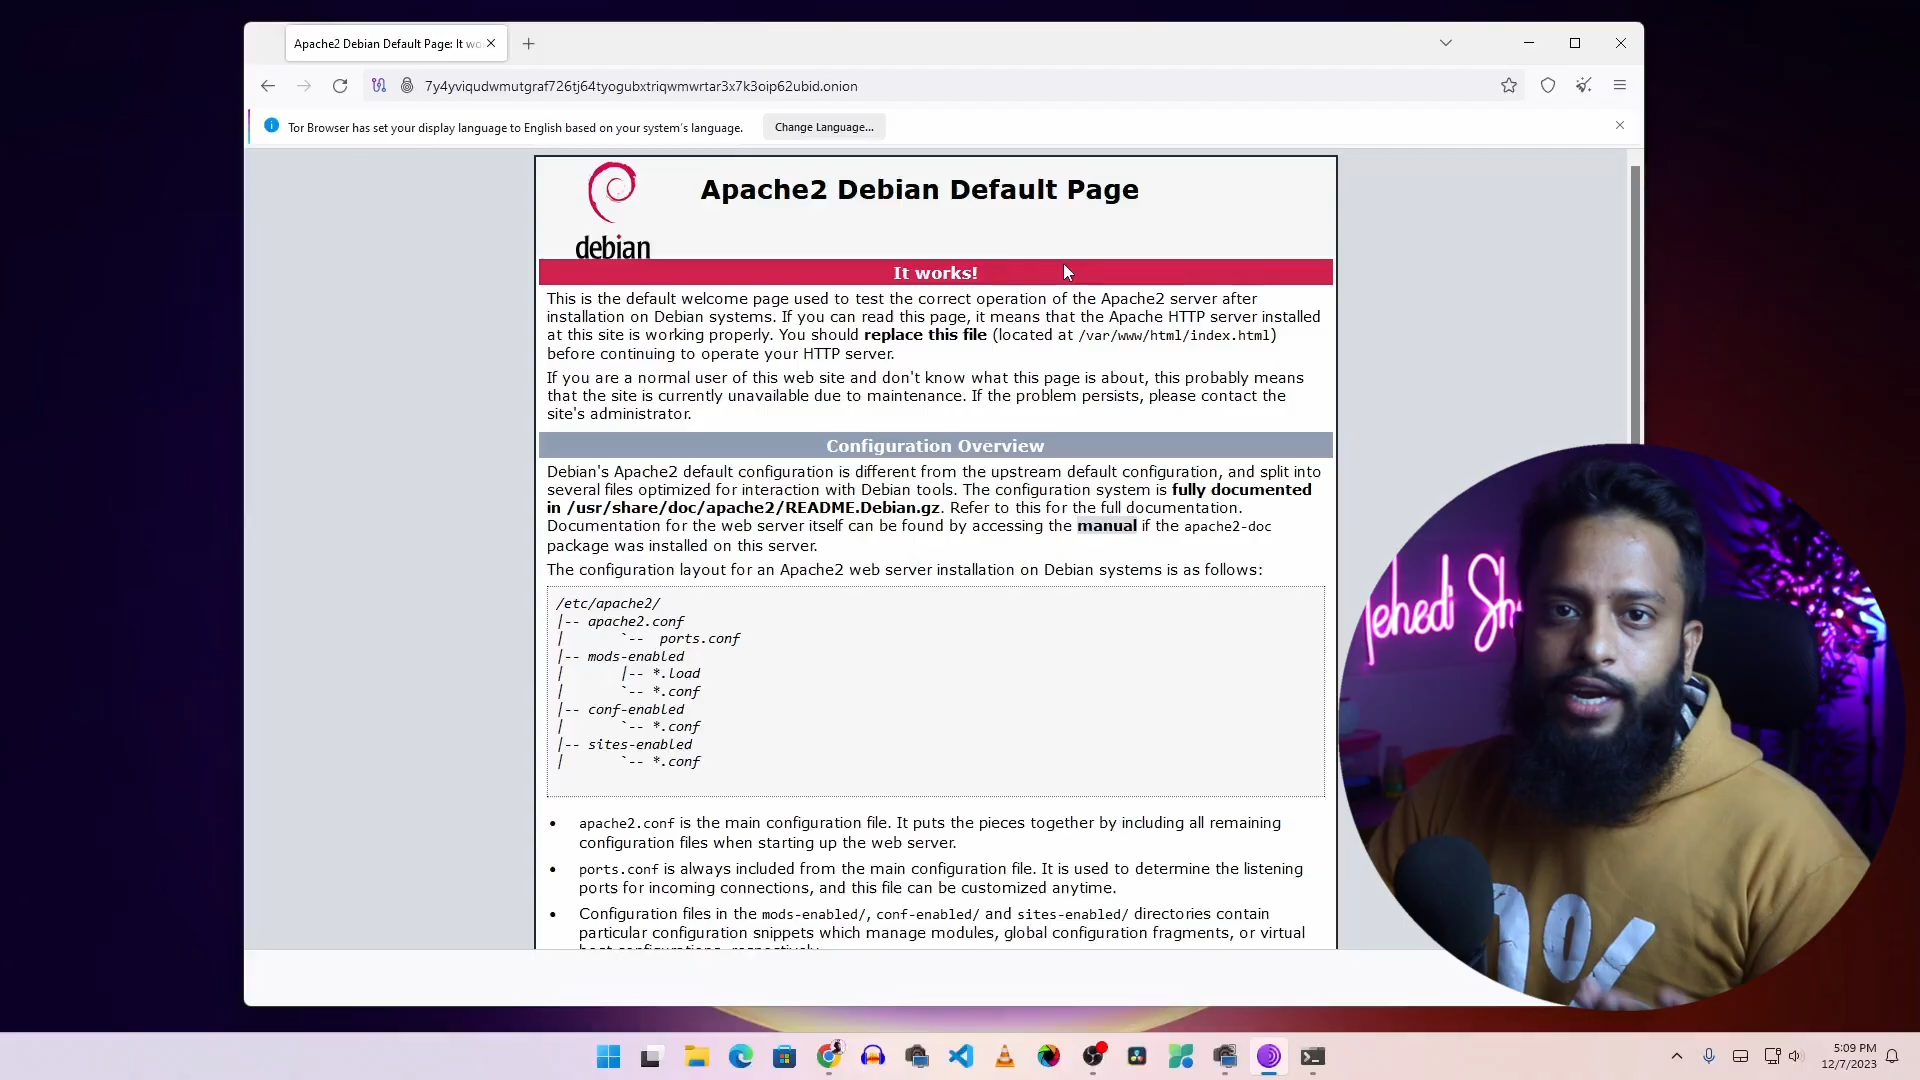 Apache2 Debian Default Page: It wo
7y4yviqudwmutgraf726tj64tyogubxtriqwmwrtar3x7k3oip62ubid.onion
Tor Browser has set your display language to English based on your system's language.
Change Language...
debian
Apache2 Debian Default Page
It works!
This is the default welcome page used to test the correct operation of the Apache2 server after
installation on Debian systems. If you can read this page, it means that the Apache HTTP server installed
at this site is working properly. You should replace this file (located at /var/www/html/index.html)
before continuing to operate your HTTP server.
If you are a normal user of this web site and don't know what this page is about, this probably means
that the site is currently unavailable due to maintenance. If the problem persists, please contact the
site's administrator.
Configuration Overview
Debian's Apache2 default configuration is different from the upstream default configuration, and split into
several files optimized for interaction with Debian tools. The configuration system is fully documented
in /usr/share/doc/apache2/README.Debian.gz. Refer to this for the full documentation.
Documentation for the web server itself can be found by accessing the manual if the apache2-doc
package was installed on this server.
The configuration layout for an Apache2 web server installation on Debian systems is as follows:
/etc/apache2/
|-- apache2.conf
|       `--  ports.conf
|-- mods-enabled
|       |-- *.load
|       `-- *.conf
|-- conf-enabled
|       `-- *.conf
|-- sites-enabled
|       `-- *.conf
• apache2.conf is the main configuration file. It puts the pieces together by including all remaining
configuration files when starting up the web server.
• ports.conf is always included from the main configuration file. It is used to determine the listening
ports for incoming connections, and this file can be customized anytime.
• Configuration files in the mods-enabled/, conf-enabled/ and sites-enabled/ directories contain
particular configuration snippets which manage modules, global configuration fragments, or virtual
Mehedi Sh
1%
5:09 PM
12/7/2023